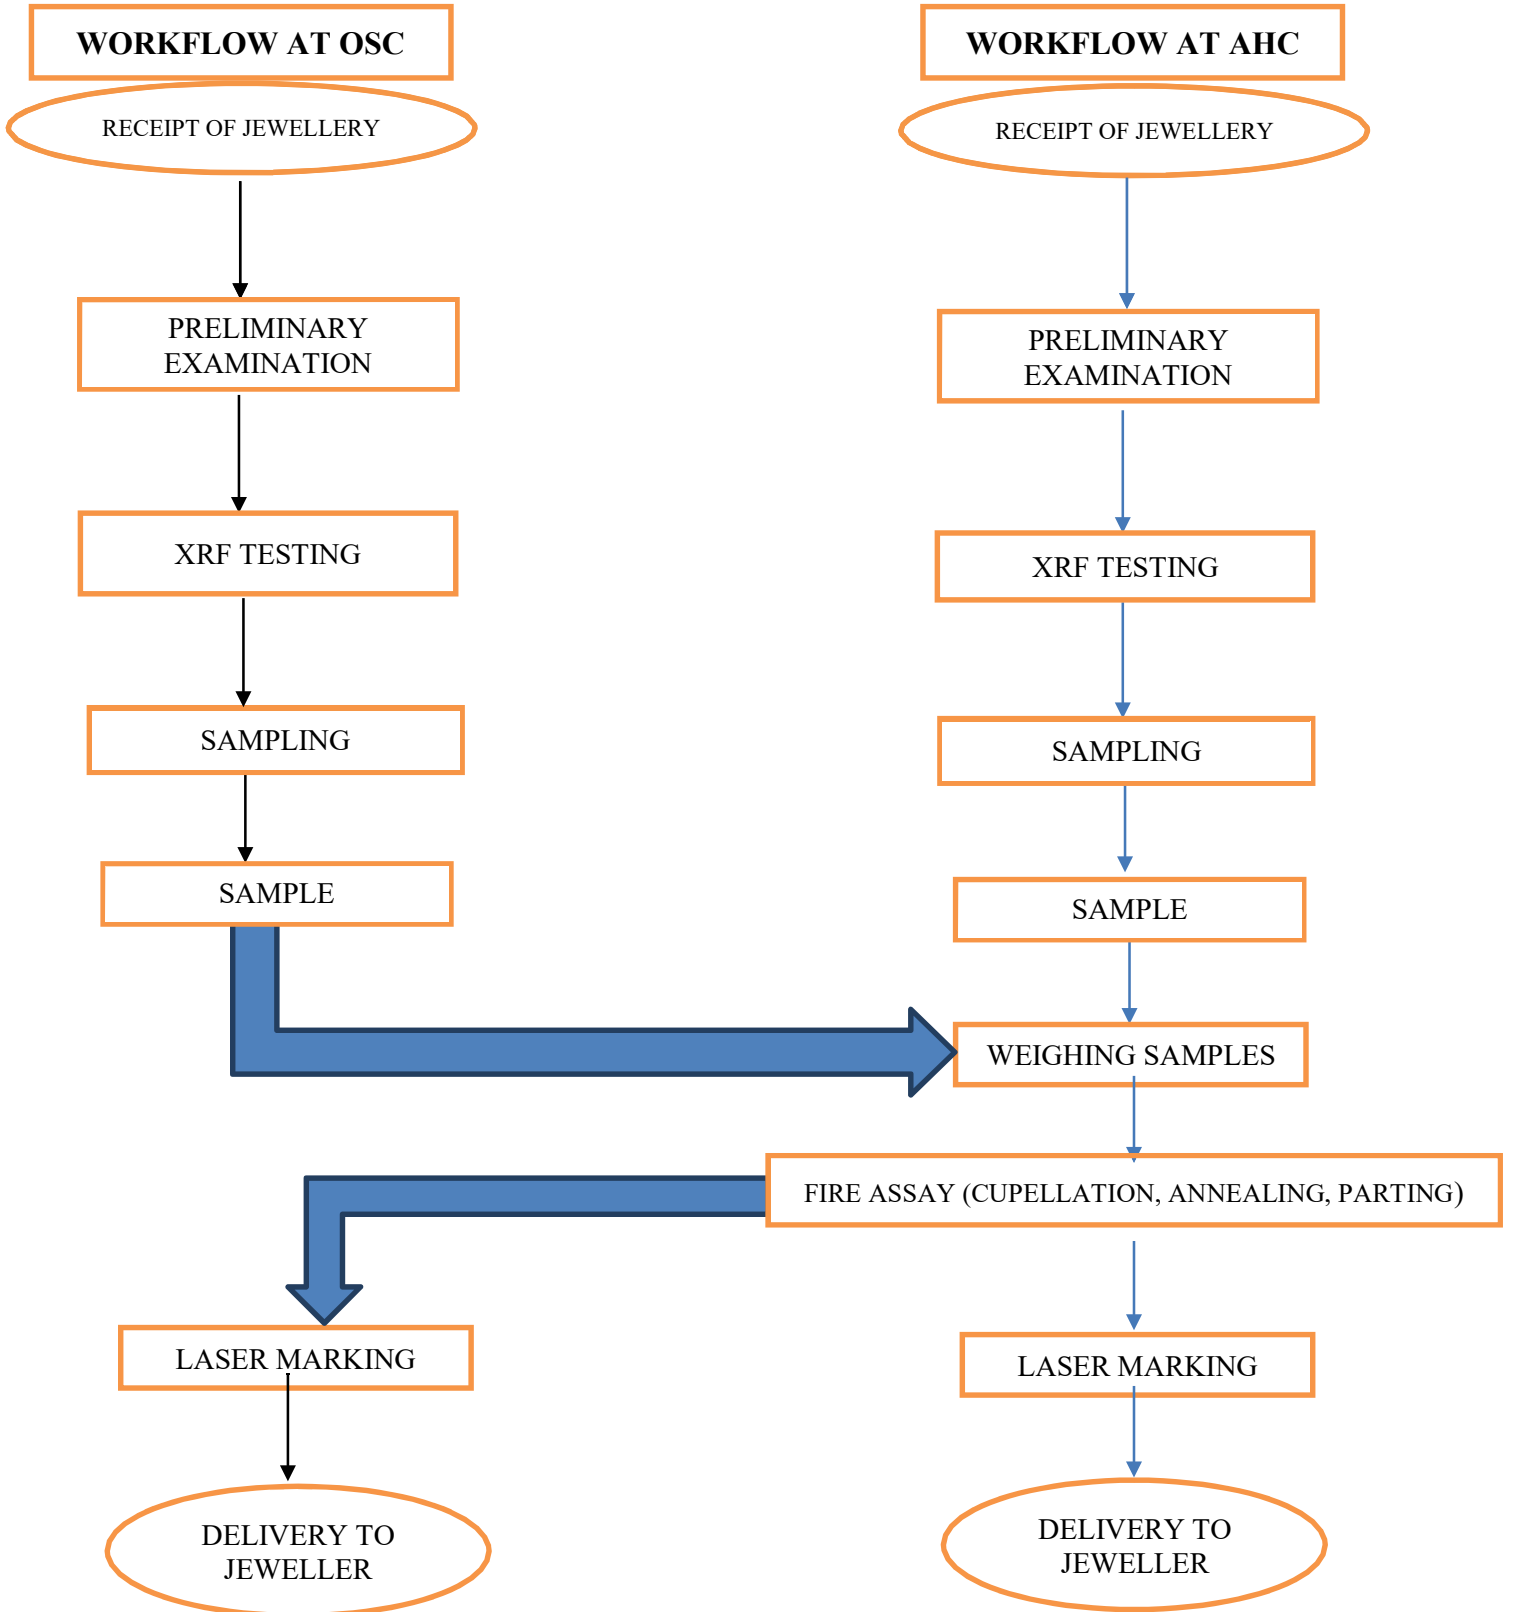 WORKFLOW AT OSC
RECEIPT OF JEWELLERY
PRELIMINARY
EXAMINATION
XRF TESTING
SAMPLING
SAMPLE
LASER MARKING
DELIVERY TO
JEWELLER
WORKFLOW AT AHC
RECEIPT OF JEWELLERY
PRELIMINARY
EXAMINATION
XRF TESTING
SAMPLING
SAMPLE
WEIGHING SAMPLES
FIRE ASSAY (CUPELLATION, ANNEALING, PARTING)
LASER MARKING
DELIVERY TO
JEWELLER